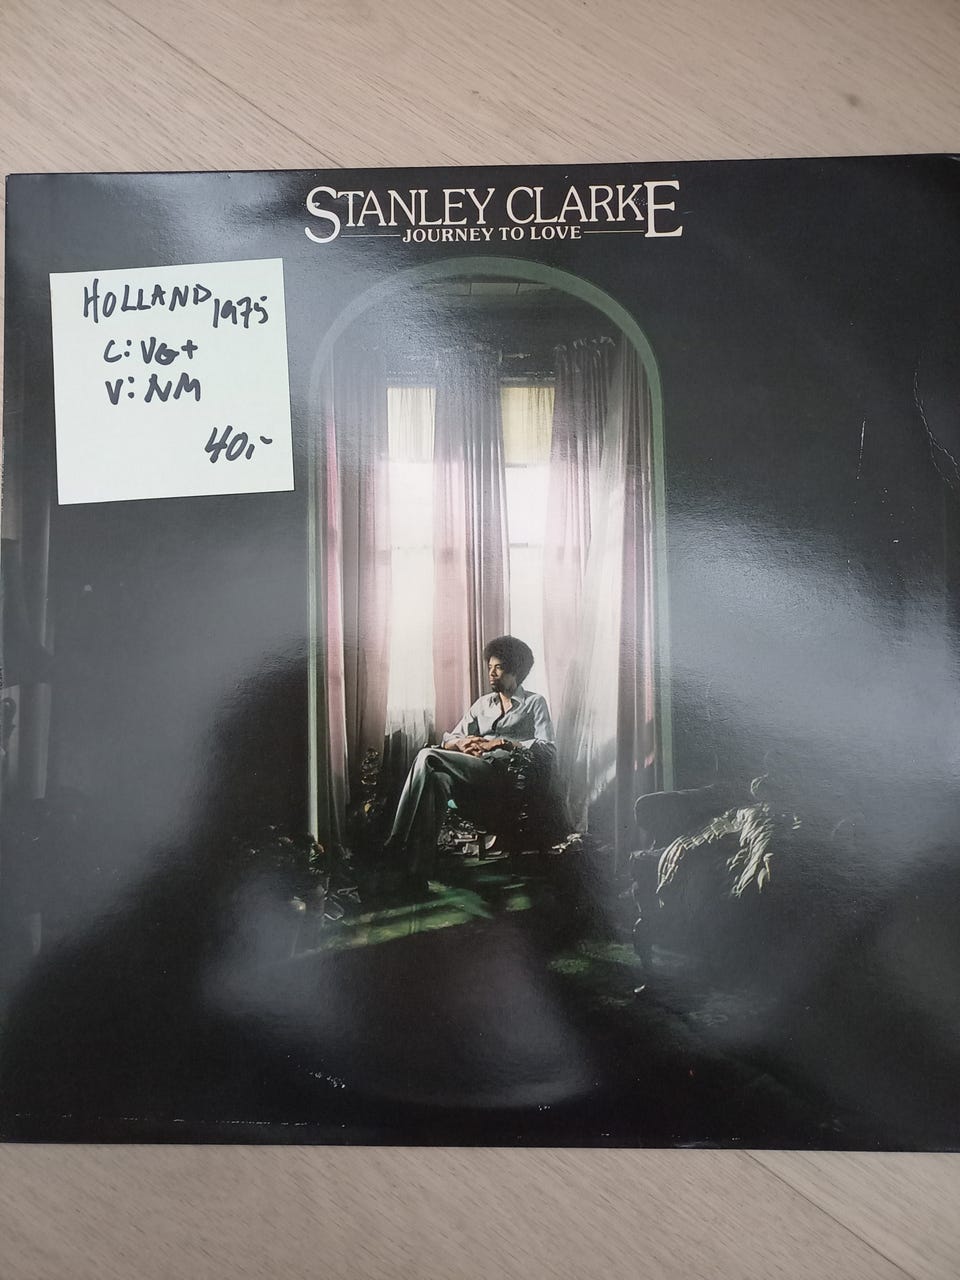 STANLEY CLARKE
JOURNEY TO LOVE
HOLLAND 1975
C: VG+
V: NM
40,-